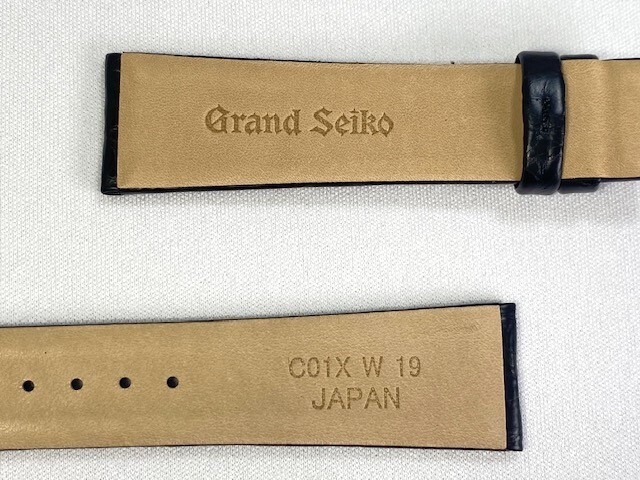 Grand Seiko
C01X W 19
JAPAN